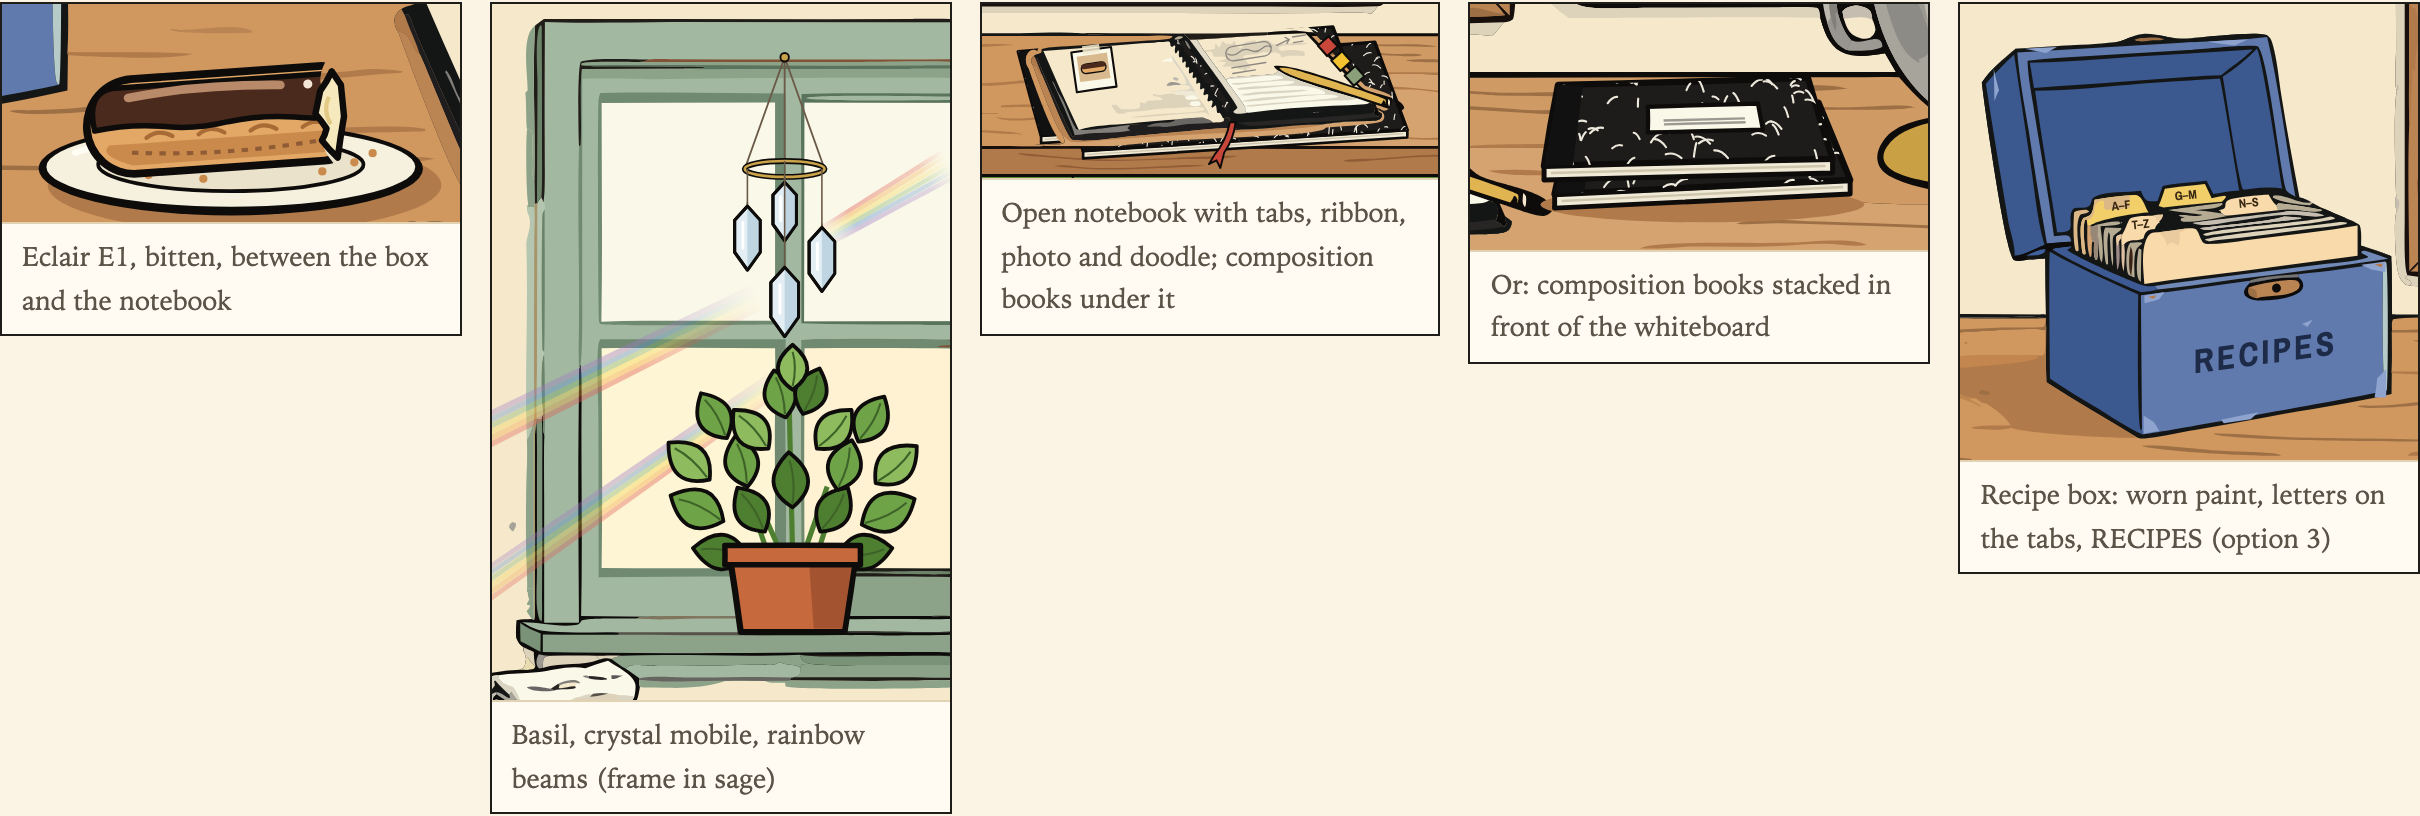 Eclair E1, bitten, between the box
and the notebook
Basil, crystal mobile, rainbow
beams (frame in sage)
Open notebook with tabs, ribbon,
photo and doodle; composition
books under it
Or: composition books stacked in
front of the whiteboard
A–F
G–M
N–S
T–Z
RECIPES
Recipe box: worn paint, letters on
the tabs, RECIPES (option 3)